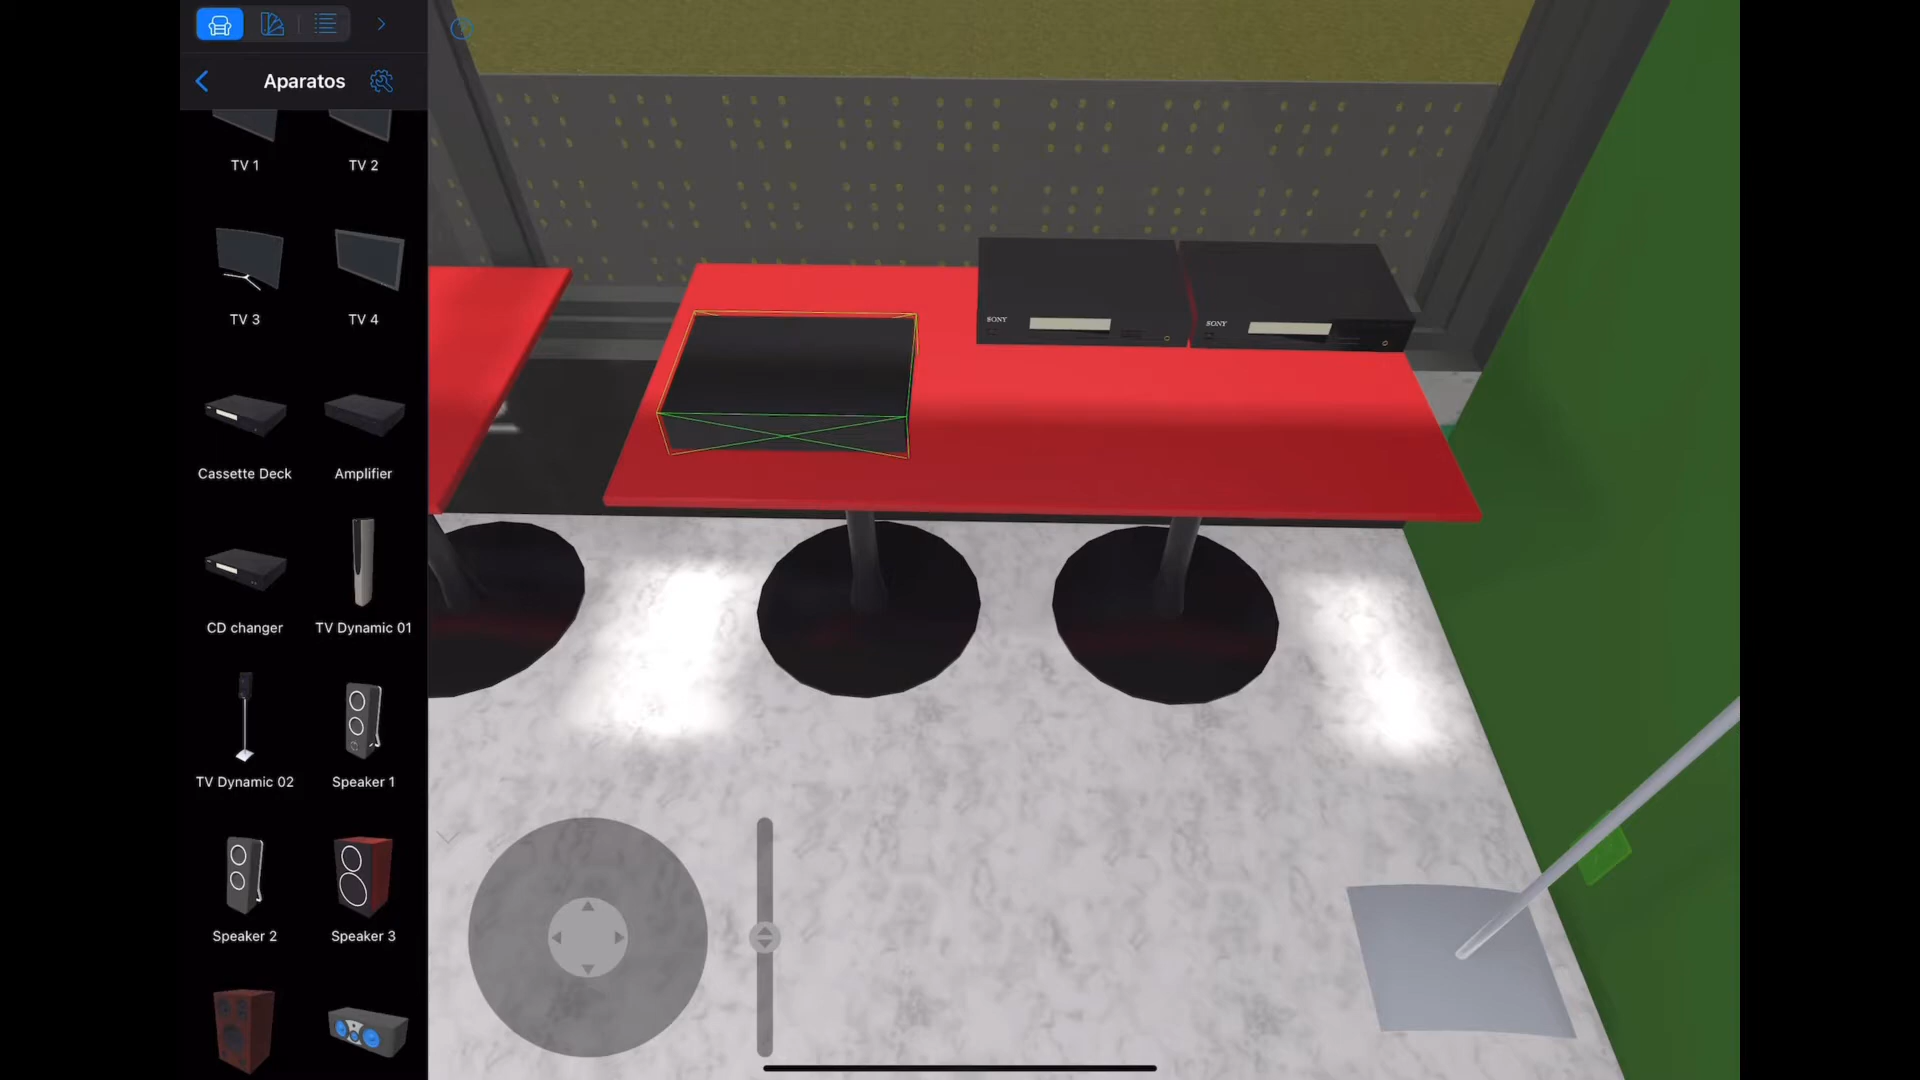 Aparatos
TV 1
TV 2
TV 3
TV 4
Cassette Deck
Amplifier
CD changer
TV Dynamic 01
TV Dynamic 02
Speaker 1
Speaker 2
Speaker 3
SONY
SONY